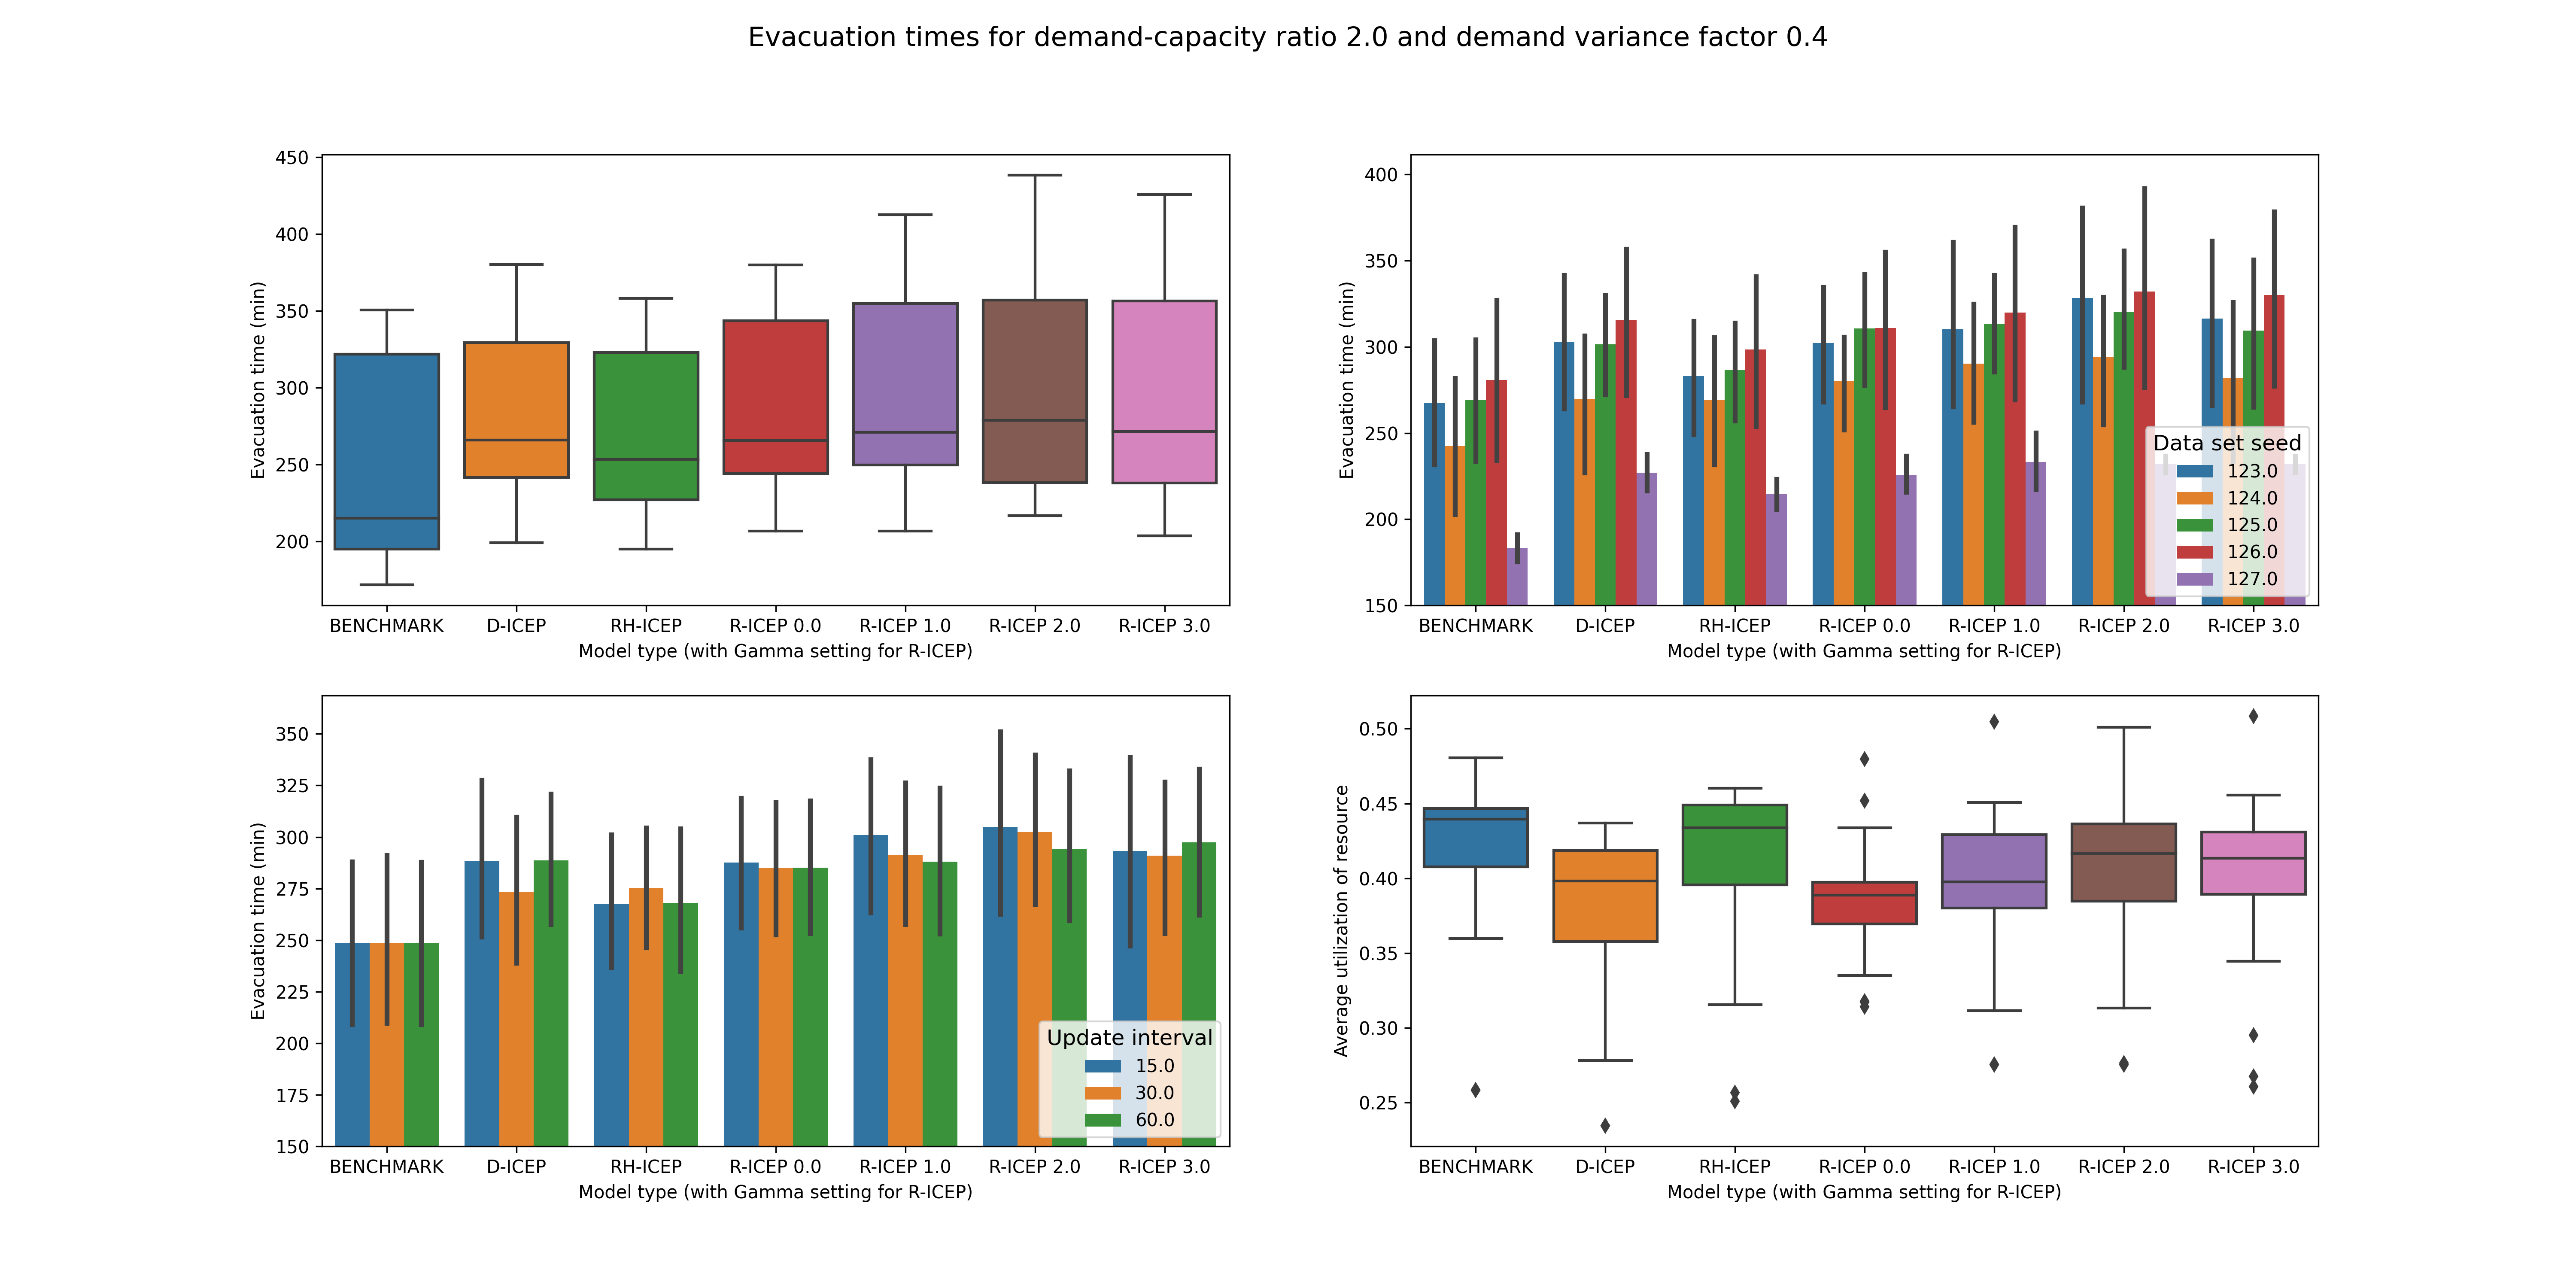 Evacuation times for demand-capacity ratio 2.0 and demand variance factor 0.4
450
400
350
300
250
200
Evacuation time (min)
BENCHMARK D-ICEP RH-ICEP R-ICEP 0.0 R-ICEP 1.0 R-ICEP 2.0 R-ICEP 3.0
Model type (with Gamma setting for R-ICEP)
400
350
300
250
200
150
Evacuation time (min)
Data set seed
123.0
124.0
125.0
126.0
127.0
BENCHMARK D-ICEP RH-ICEP R-ICEP 0.0 R-ICEP 1.0 R-ICEP 2.0 R-ICEP 3.0
Model type (with Gamma setting for R-ICEP)
350
325
300
275
250
225
200
175
150
Evacuation time (min)
Update interval
15.0
30.0
60.0
BENCHMARK D-ICEP RH-ICEP R-ICEP 0.0 R-ICEP 1.0 R-ICEP 2.0 R-ICEP 3.0
Model type (with Gamma setting for R-ICEP)
0.50
0.45
0.40
0.35
0.30
0.25
Average utilization of resource
BENCHMARK D-ICEP RH-ICEP R-ICEP 0.0 R-ICEP 1.0 R-ICEP 2.0 R-ICEP 3.0
Model type (with Gamma setting for R-ICEP)